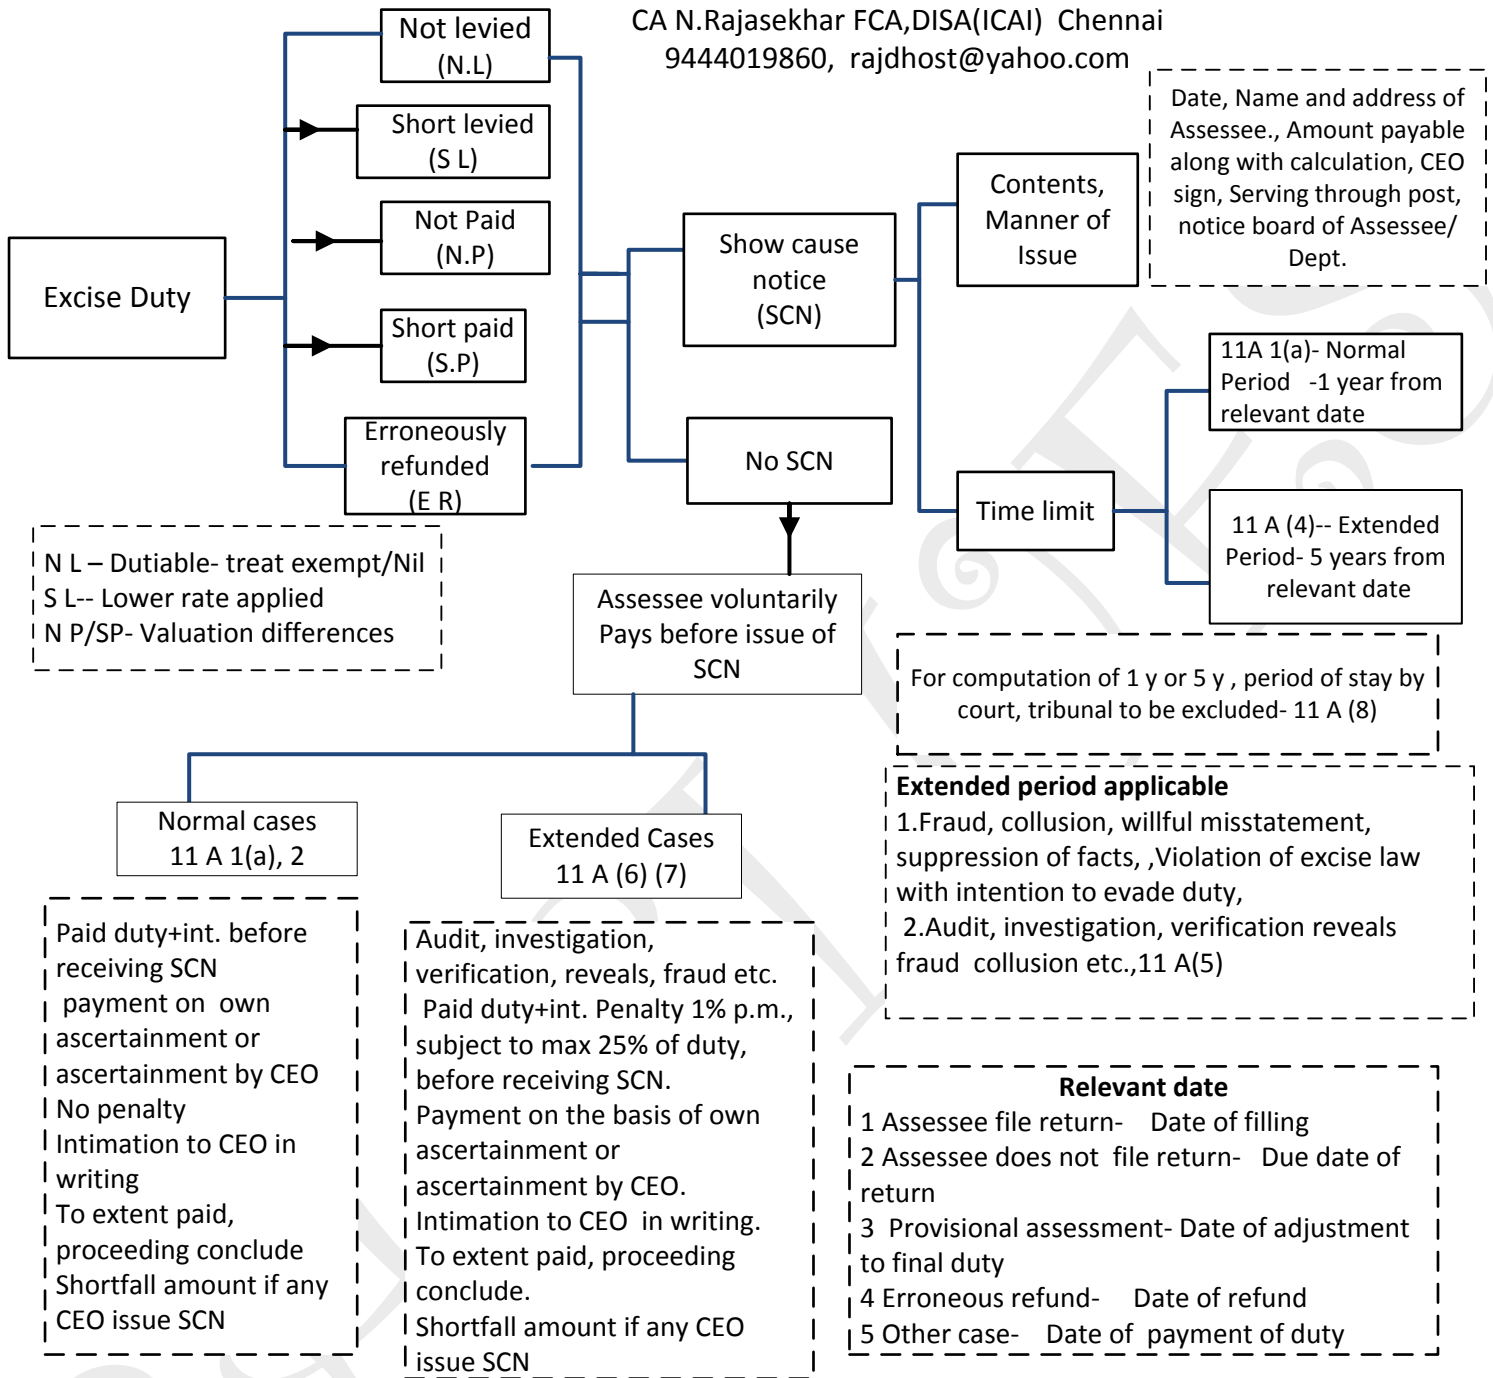 CA N.Rajasekhar FCA,DISA(ICAI) Chennai
9444019860, rajdhost@yahoo.com
Excise Duty
Not levied
(N.L)
Short levied
(S L)
Not Paid
(N.P)
Short paid
(S.P)
Erroneously
refunded
(E R)
N L – Dutiable- treat exempt/Nil
S L-- Lower rate applied
N P/SP- Valuation differences
Show cause
notice
(SCN)
No SCN
Contents,
Manner of
Issue
Date, Name and address of
Assessee., Amount payable
along with calculation, CEO
sign, Serving through post,
notice board of Assessee/
Dept.
Time limit
11A 1(a)- Normal
Period -1 year from
relevant date
11 A (4)-- Extended
Period- 5 years from
relevant date
Assessee voluntarily
Pays before issue of
SCN
For computation of 1 y or 5 y , period of stay by
court, tribunal to be excluded- 11 A (8)
Extended period applicable
1.Fraud, collusion, willful misstatement,
suppression of facts, ,Violation of excise law
with intention to evade duty,
2.Audit, investigation, verification reveals
fraud collusion etc.,11 A(5)
Normal cases
11 A 1(a), 2
Extended Cases
11 A (6) (7)
Paid duty+int. before
receiving SCN
payment on own
ascertainment or
ascertainment by CEO
No penalty
Intimation to CEO in
writing
To extent paid,
proceeding conclude
Shortfall amount if any
CEO issue SCN
Audit, investigation,
verification, reveals, fraud etc.
Paid duty+int. Penalty 1% p.m.,
subject to max 25% of duty,
before receiving SCN.
Payment on the basis of own
ascertainment or
ascertainment by CEO.
Intimation to CEO in writing.
To extent paid, proceeding
conclude.
Shortfall amount if any CEO
issue SCN
Relevant date
1 Assessee file return- Date of filling
2 Assessee does not file return- Due date of
return
3 Provisional assessment- Date of adjustment
to final duty
4 Erroneous refund- Date of refund
5 Other case- Date of payment of duty